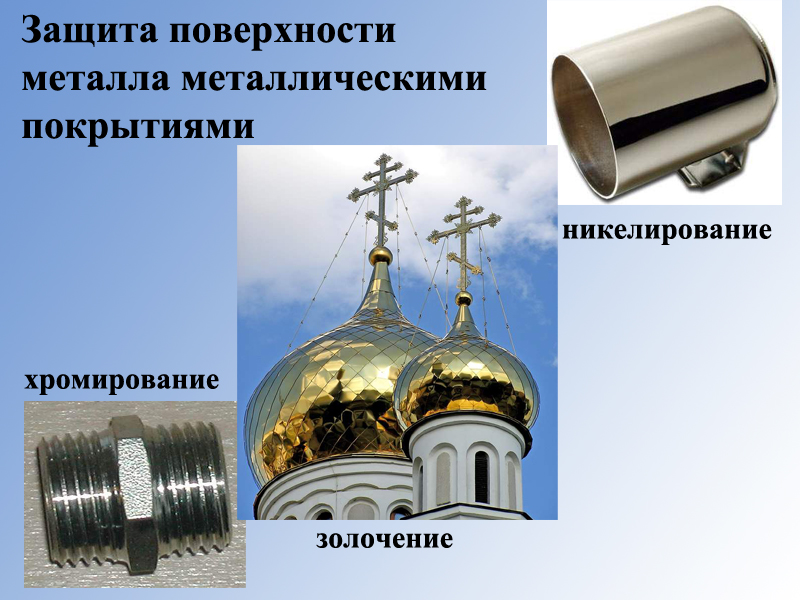 Защита поверхности
металла металлическими
покрытиями
никелирование
хромирование
золочение